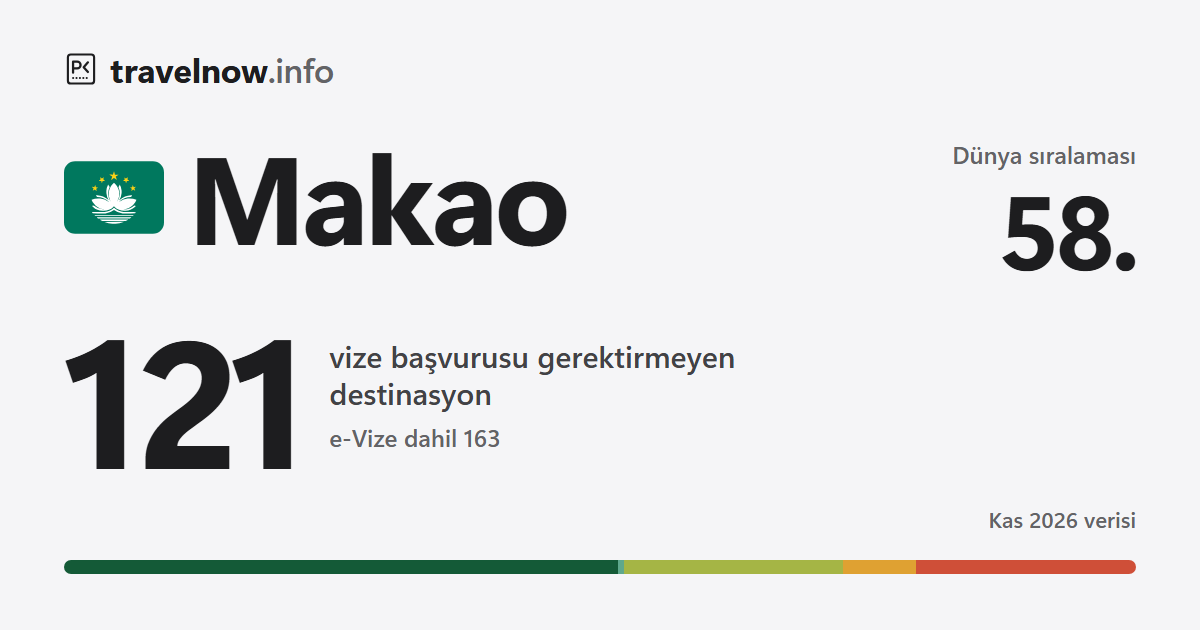 travelnow.info
Makao
Dünya sıralaması
58.
121
vize başvurusu gerektirmeyen
destinasyon
e-Vize dahil 163
Kas 2026 verisi